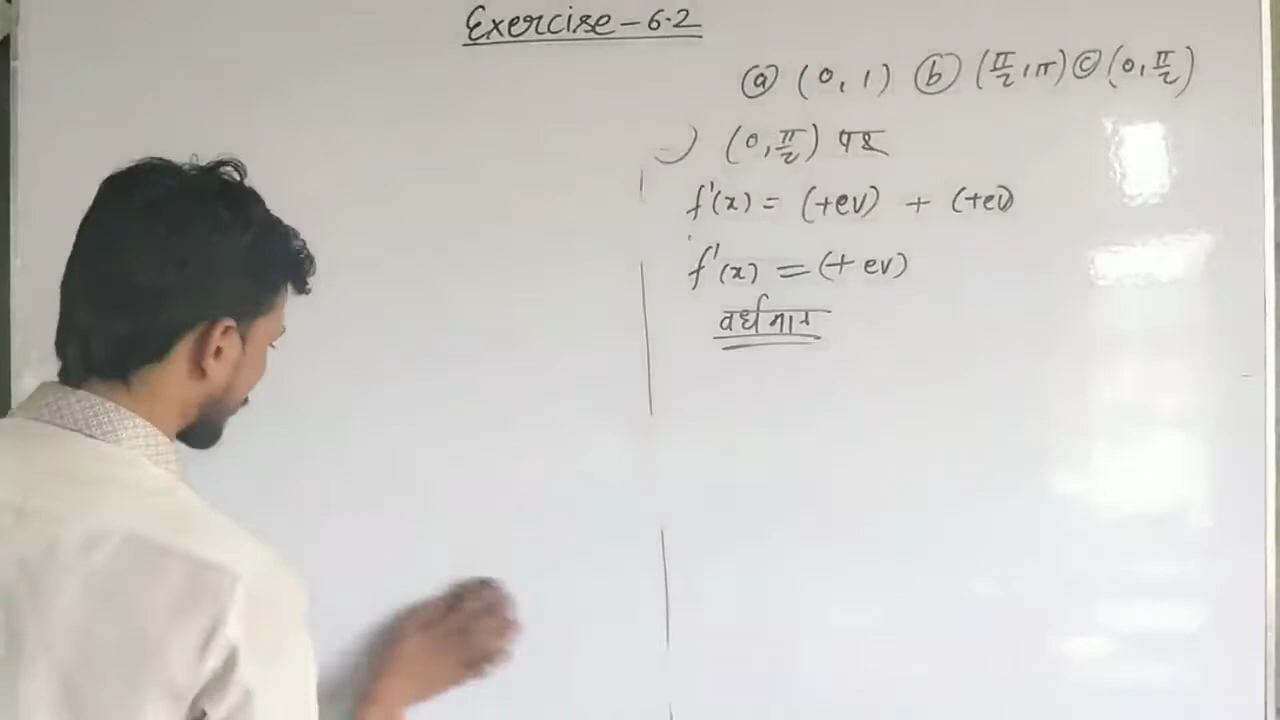 Exercise-6.2
ⓐ (0, 1) ⓑ (π/2, π) ⓒ (0, π/2)
) (0, π/2) पर
f'(x) = (+ev) + (+ev)
f'(x) = (+ ev)
वर्धमान